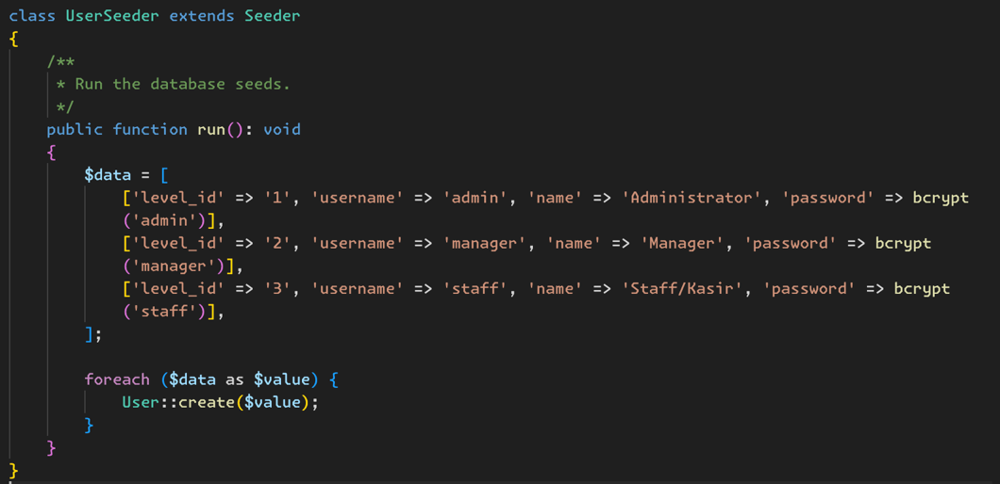 class UserSeeder extends Seeder
{
    /**
     * Run the database seeds.
     */
    public function run(): void
    {
        $data = [
            ['level_id' => '1', 'username' => 'admin', 'name' => 'Administrator', 'password' => bcrypt
            ('admin')],
            ['level_id' => '2', 'username' => 'manager', 'name' => 'Manager', 'password' => bcrypt
            ('manager')],
            ['level_id' => '3', 'username' => 'staff', 'name' => 'Staff/Kasir', 'password' => bcrypt
            ('staff')],
        ];

        foreach ($data as $value) {
            User::create($value);
        }
    }
}